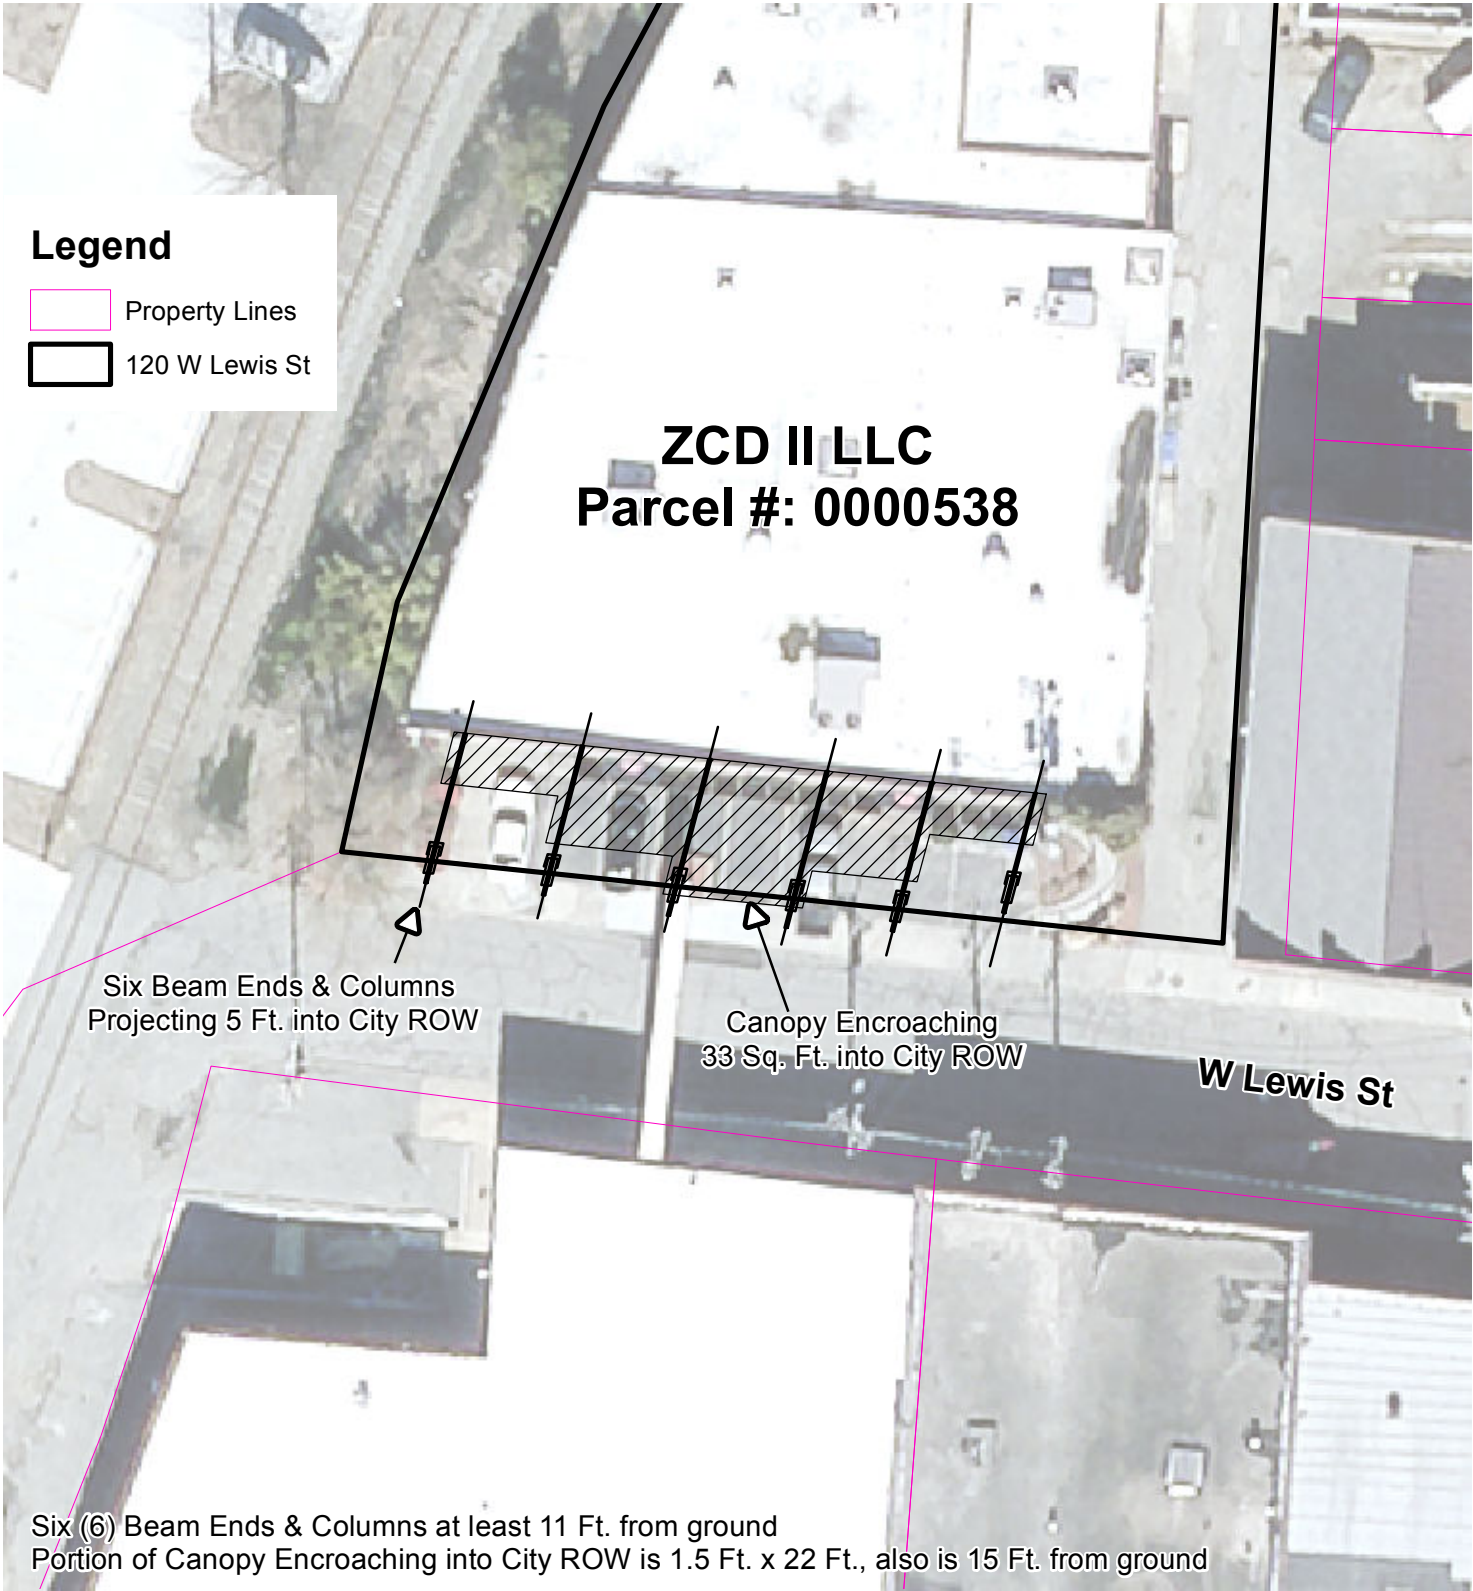 Legend
Property Lines
120 W Lewis St
ZCD II LLC
Parcel #: 0000538
Six Beam Ends & Columns
Projecting 5 Ft. into City ROW
Canopy Encroaching
33 Sq. Ft. into City ROW
W Lewis St
Six (6) Beam Ends & Columns at least 11 Ft. from ground
Portion of Canopy Encroaching into City ROW is 1.5 Ft. x 22 Ft., also is 15 Ft. from ground